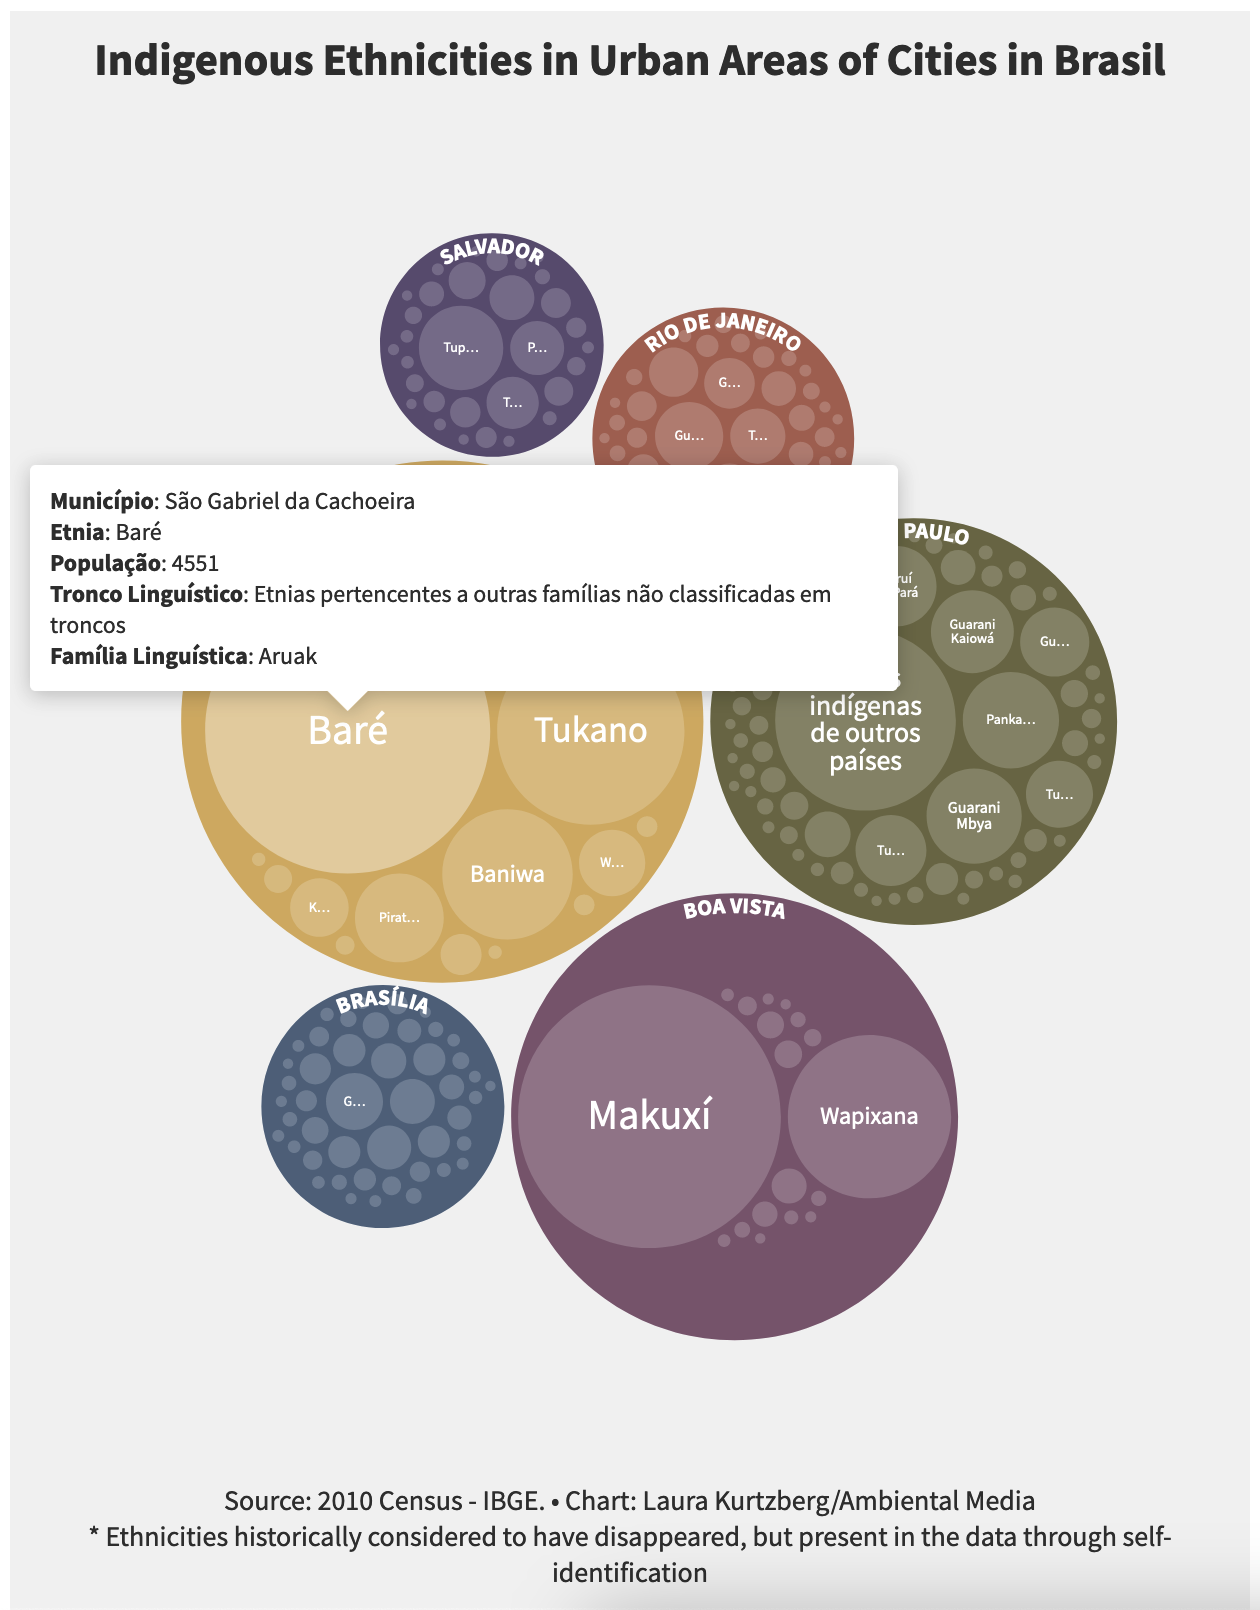 Indigenous Ethnicities in Urban Areas of Cities in Brasil
SALVADOR
Tup...
P...
T...
RIO DE JANEIRO
G...
Gu...
T...
Município: São Gabriel da Cachoeira
Etnia: Baré
População: 4551
Tronco Linguístico: Etnias pertencentes a outras famílias não classificadas em
troncos
Família Linguística: Aruak
PAULO
Guarani
Kaiowá
Gu...
indígenas
de outros
países
Panka...
Tu...
Guarani
Mbya
Tu...
Baré
Tukano
Baniwa
W...
K...
Pirat...
BOA VISTA
Makuxí
Wapixana
BRASÍLIA
G...
Source: 2010 Census - IBGE. • Chart: Laura Kurtzberg/Ambiental Media
* Ethnicities historically considered to have disappeared, but present in the data through self-
identification